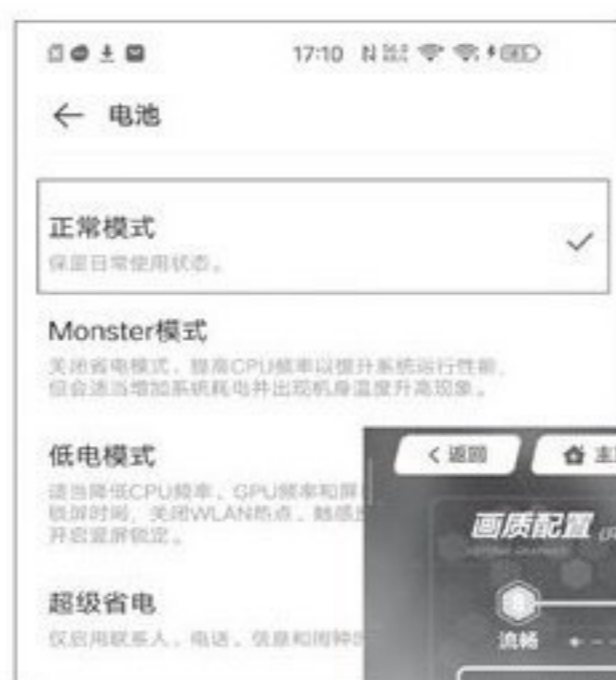 17:10
← 电池
正常模式
保留日常使用状态。
Monster模式
关闭省电模式，提高CPU频率以提升系统运行性能，
但会适当增加系统耗电并出现机身温度升高现象。
低电模式
适当降低CPU频率、GPU频率和屏
锁屏时间，关闭WLAN热点、触感反
开启竖屏锁定。
超级省电
仅启用联系人、电话、信息和闹钟
< 返回
主
画质配置
流畅